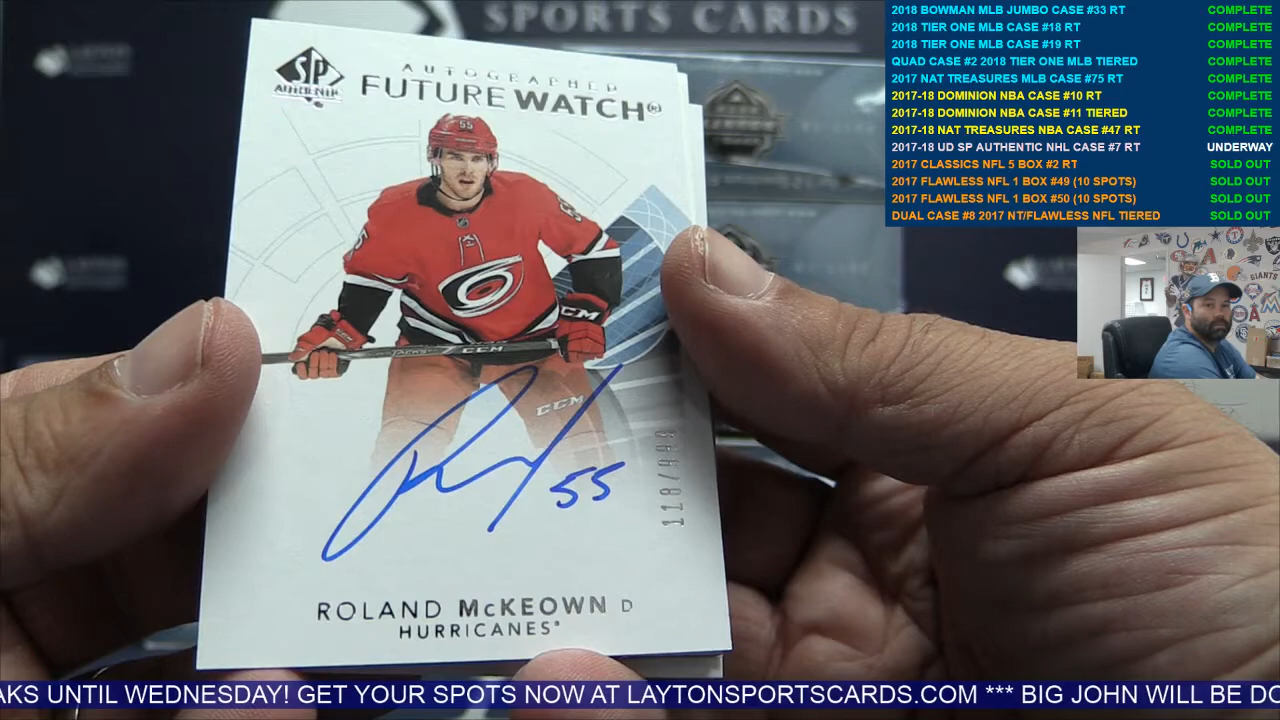 SPORTS CARDS
SP
AUTHENTIC
AUTOGRAPHED
FUTURE WATCH®
55
CCM
CCM
CCM
55
118/999
ROLAND McKEOWN D
HURRICANES
2018 BOWMAN MLB JUMBO CASE #33 RT COMPLETE
2018 TIER ONE MLB CASE #18 RT COMPLETE
2018 TIER ONE MLB CASE #19 RT COMPLETE
QUAD CASE #2 2018 TIER ONE MLB TIERED COMPLETE
2017 NAT TREASURES MLB CASE #75 RT COMPLETE
2017-18 DOMINION NBA CASE #10 RT COMPLETE
2017-18 DOMINION NBA CASE #11 TIERED COMPLETE
2017-18 NAT TREASURES NBA CASE #47 RT COMPLETE
2017-18 UD SP AUTHENTIC NHL CASE #7 RT UNDERWAY
2017 CLASSICS NFL 5 BOX #2 RT SOLD OUT
2017 FLAWLESS NFL 1 BOX #49 (10 SPOTS) SOLD OUT
2017 FLAWLESS NFL 1 BOX #50 (10 SPOTS) SOLD OUT
DUAL CASE #8 2017 NT/FLAWLESS NFL TIERED SOLD OUT
GIANTS
AKS UNTIL WEDNESDAY! GET YOUR SPOTS NOW AT LAYTONSPORTSCARDS.COM *** BIG JOHN WILL BE DO